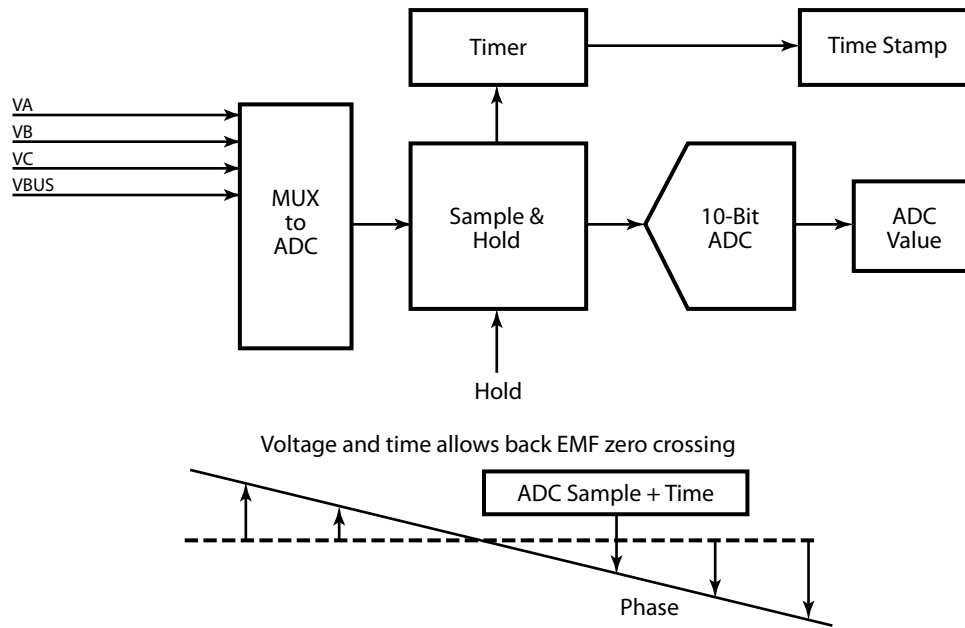 Timer
Time Stamp
VA
VB
VC
VBUS
MUX
to
ADC
Sample &
Hold
10-Bit
ADC
ADC
Value
Hold
Voltage and time allows back EMF zero crossing
ADC Sample + Time
Phase